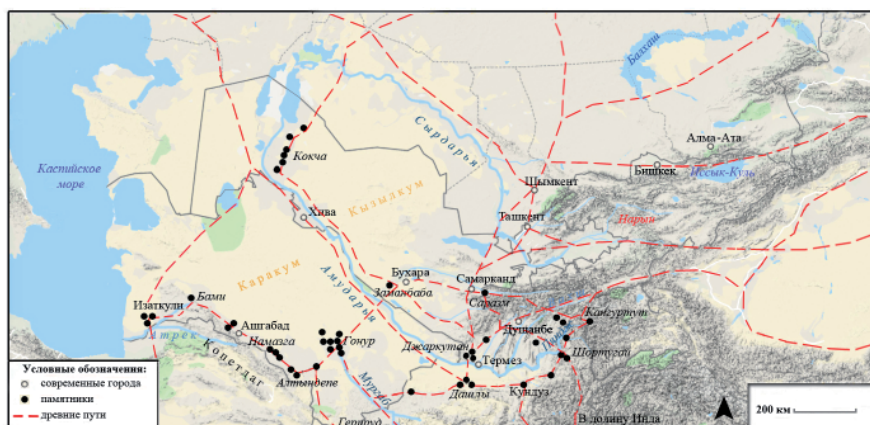 Балхаш
Сырдарья
Алма-Ата
Каспийское
море
Кокча
Бишкек
Иссык-Куль
Шымкент
Хива
Кызылкум
Ташкент
Нарын
Каракум
Амударья
Бухара
Заманбаба
Самарканд
Саразм
Бами
Изаткули
Кангурттут
Ашгабад
Намазга
Душанбе
Атрек
Копетдаг
Гонур
Джаркутан
Термез
Шортугаи
Алтындепе
Мургаб
Дашлы
Кундуз
Герируд
В долину Инда
Условные обозначения:
современные города
памятники
древние пути
200 км